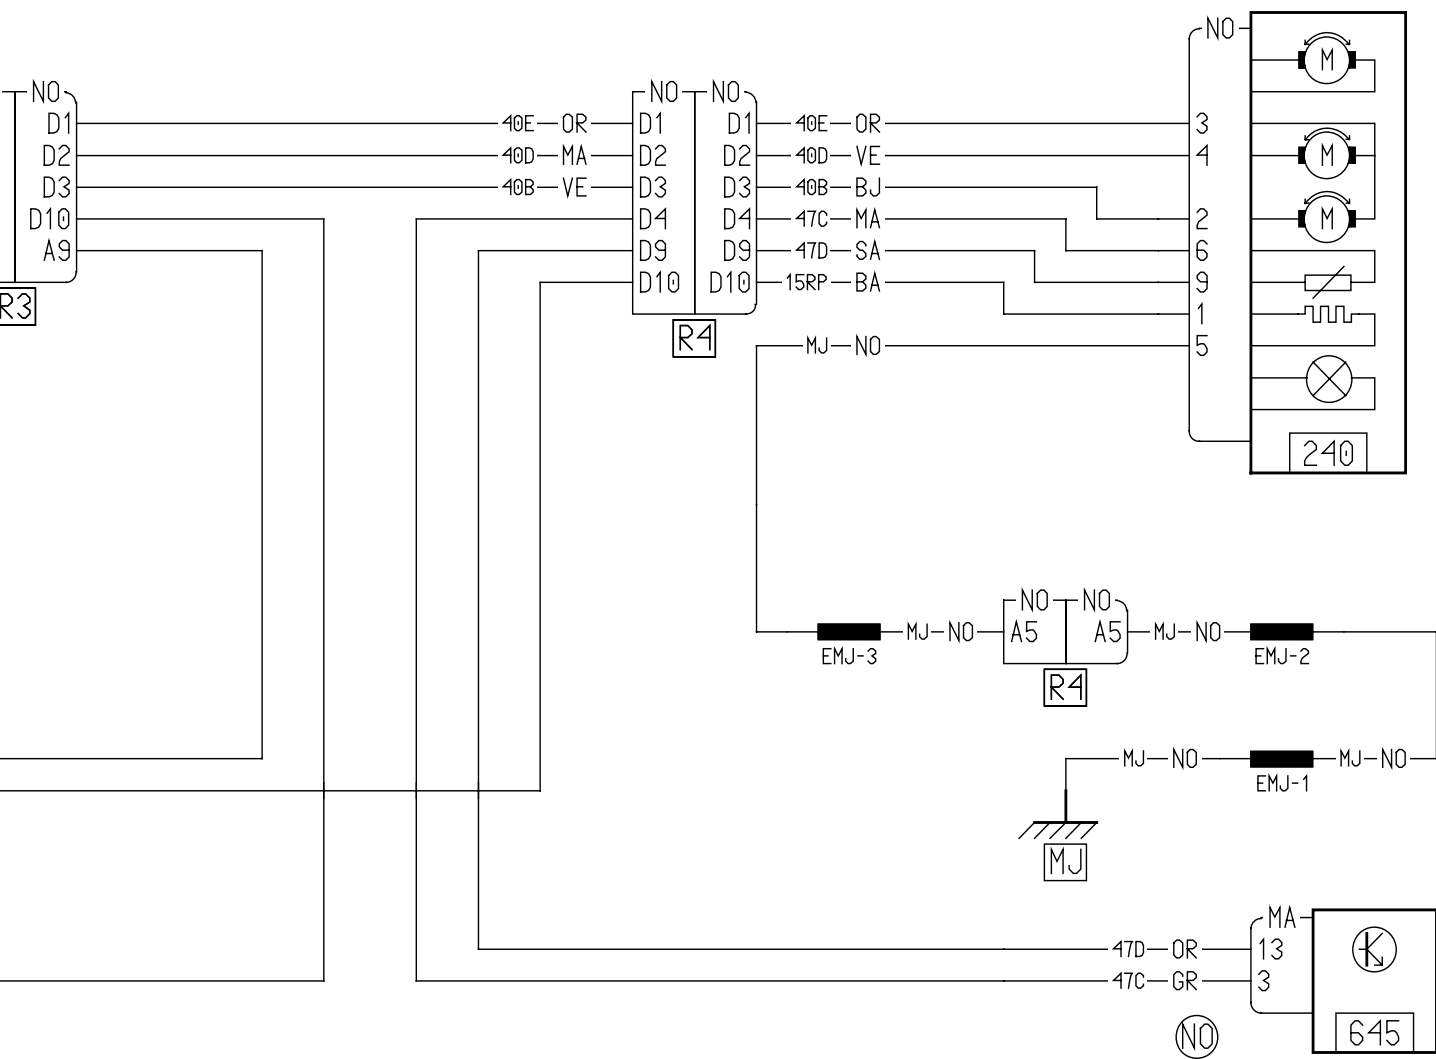 NO
M
NO NO NO
D1 40E OR D1 D1 40E OR 3
D2 40D MA D2 D2 40D VE 4 M
D3 40B VE D3 D3 40B BJ
D10 D4 D4 47C MA 2 M
A9 D9 D9 47D SA 6
D10 D10 15RP BA 9
R3 1
R4 MJ NO 5
240
NO NO
MJ NO A5 A5 MJ NO
EMJ-3 EMJ-2
R4
MJ NO MJ NO
EMJ-1
MJ
MA
47D OR 13
47C GR 3
NO 645